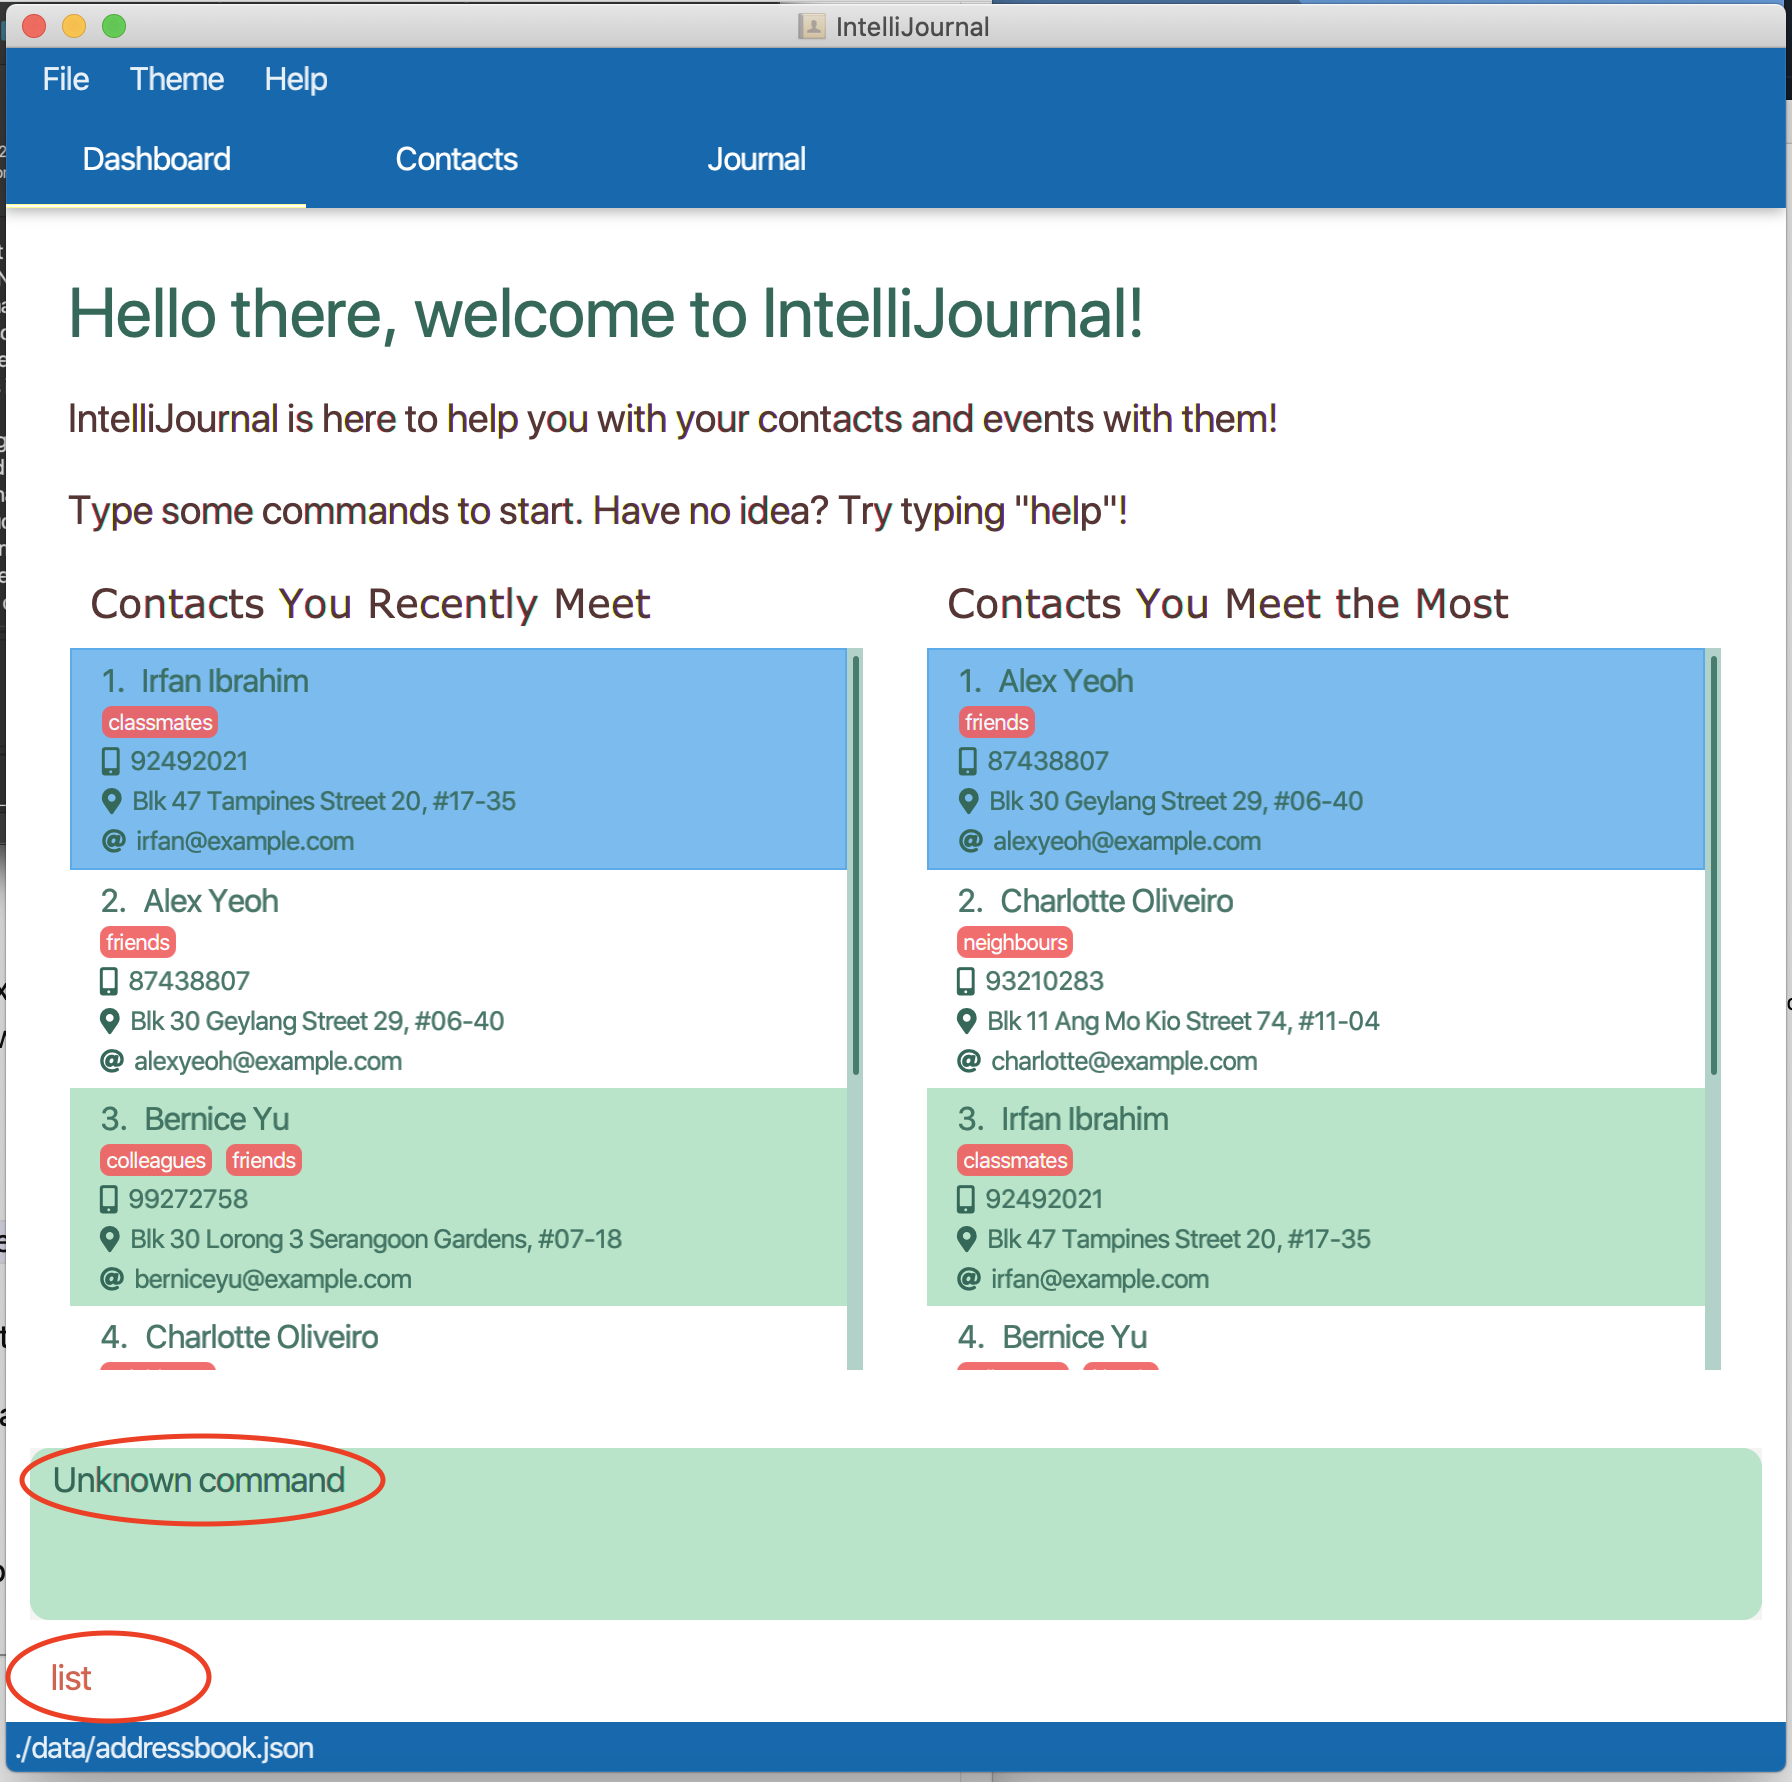 IntelliJournal
File Theme Help
Dashboard Contacts Journal
Hello there, welcome to IntelliJournal!
IntelliJournal is here to help you with your contacts and events with them!
Type some commands to start. Have no idea? Try typing "help"!
Contacts You Recently Meet
1. Irfan Ibrahim
classmates
92492021
Blk 47 Tampines Street 20, #17-35
@ irfan@example.com
2. Alex Yeoh
friends
87438807
Blk 30 Geylang Street 29, #06-40
@ alexyeoh@example.com
3. Bernice Yu
colleagues friends
99272758
Blk 30 Lorong 3 Serangoon Gardens, #07-18
@ berniceyu@example.com
4. Charlotte Oliveiro
Contacts You Meet the Most
1. Alex Yeoh
friends
87438807
Blk 30 Geylang Street 29, #06-40
@ alexyeoh@example.com
2. Charlotte Oliveiro
neighbours
93210283
Blk 11 Ang Mo Kio Street 74, #11-04
@ charlotte@example.com
3. Irfan Ibrahim
classmates
92492021
Blk 47 Tampines Street 20, #17-35
@ irfan@example.com
4. Bernice Yu
Unknown command
list
./data/addressbook.json